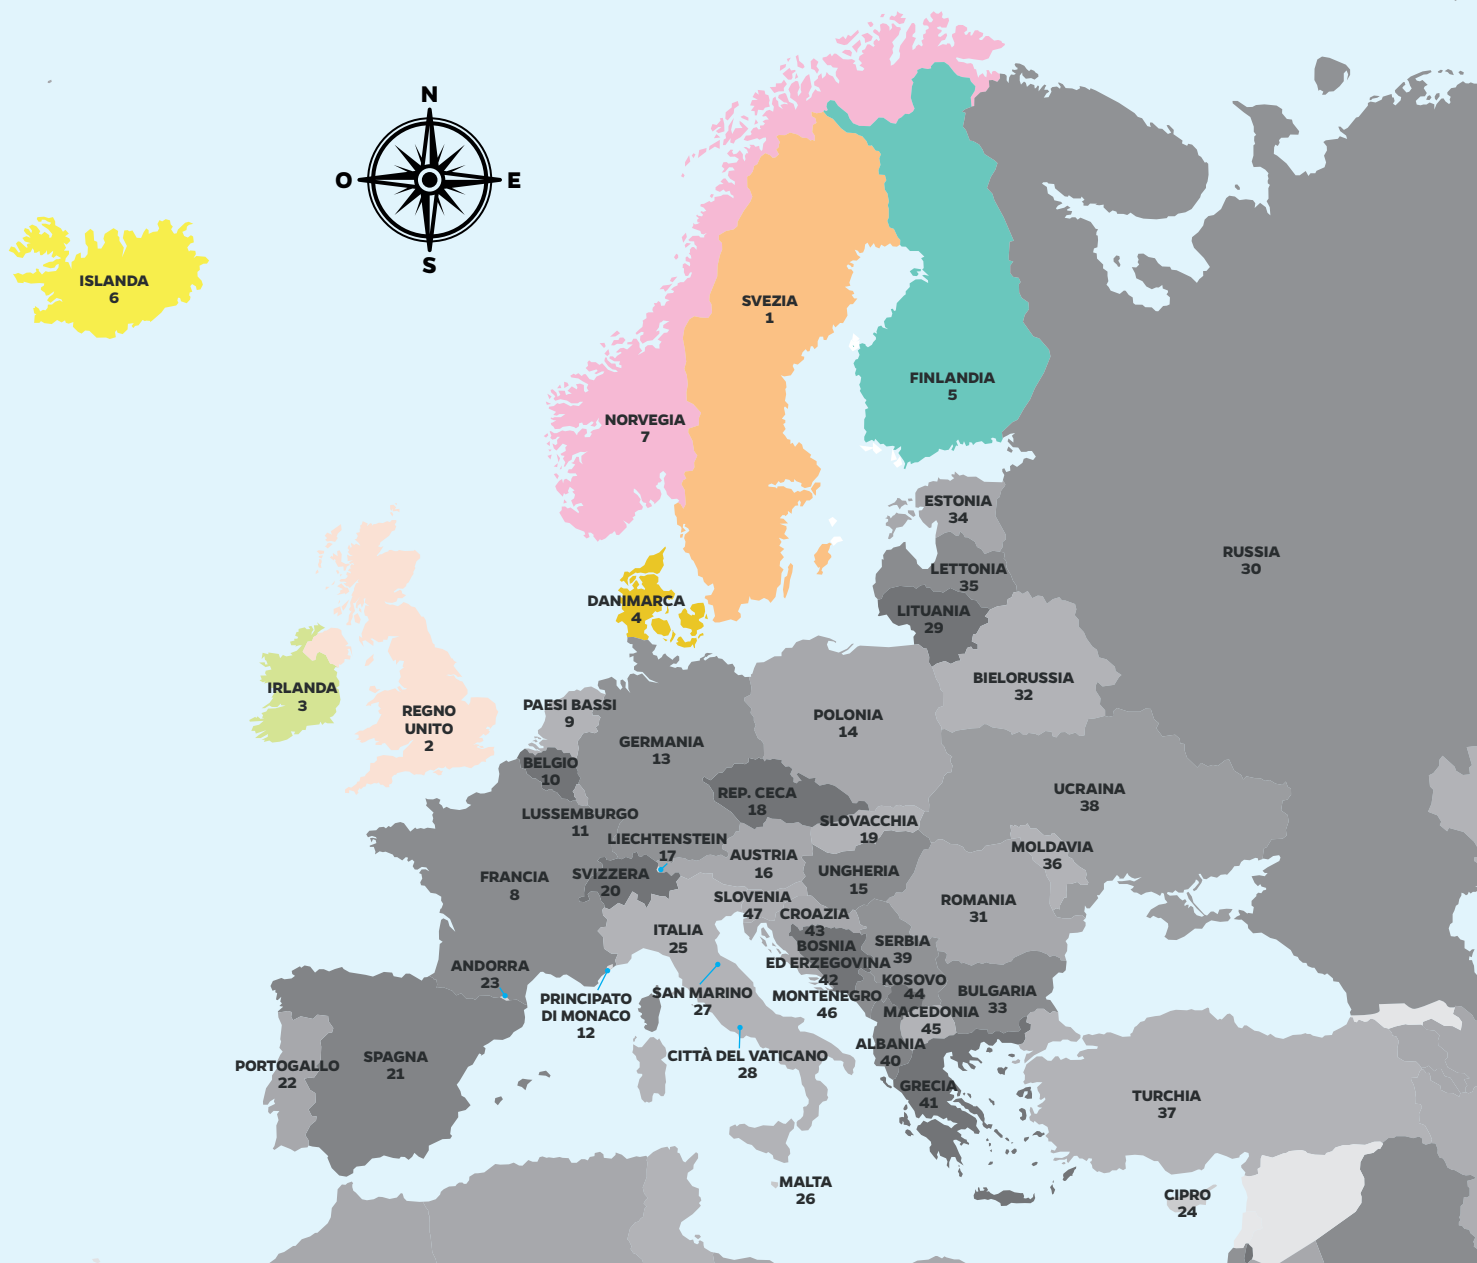 N
O
E
S
ISLANDA
6
SVEZIA
1
FINLANDIA
5
NORVEGIA
7
ESTONIA
34
RUSSIA
30
LETTONIA
35
DANIMARCA
4
LITUANIA
29
IRLANDA
3
BIELORUSSIA
32
PAESI BASSI
9
REGNO
UNITO
2
POLONIA
14
GERMANIA
13
BELGIO
10
REP. CECA
18
UCRAINA
38
LUSSEMBURGO
11
SLOVACCHIA
19
LIECHTENSTEIN
17
MOLDAVIA
36
AUSTRIA
16
FRANCIA
8
SVIZZERA
20
UNGHERIA
15
SLOVENIA
47
ROMANIA
31
CROAZIA
43
ITALIA
25
BOSNIA
ED ERZEGOVINA
42
SERBIA
39
ANDORRA
23
KOSOVO
44
PRINCIPATO
DI MONACO
12
SAN MARINO
27
MONTENEGRO
46
BULGARIA
33
MACEDONIA
45
PORTOGALLO
22
SPAGNA
21
CITTÀ DEL VATICANO
28
ALBANIA
40
GRECIA
41
TURCHIA
37
MALTA
26
CIPRO
24